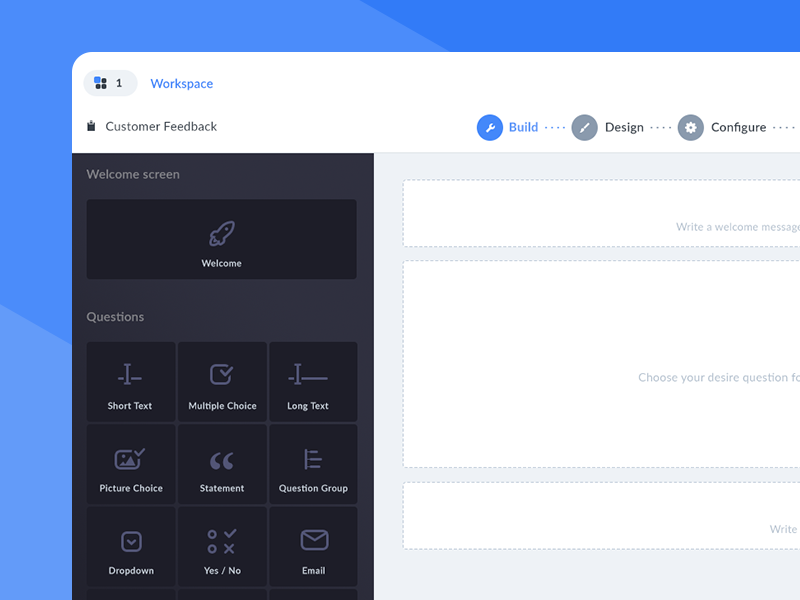 1 Workspace
Customer Feedback
Build Design Configure
Welcome screen
Welcome
Write a welcome message
Questions
Short Text Multiple Choice Long Text
Choose your desire question
Picture Choice Statement Question Group
Write
Dropdown Yes / No Email